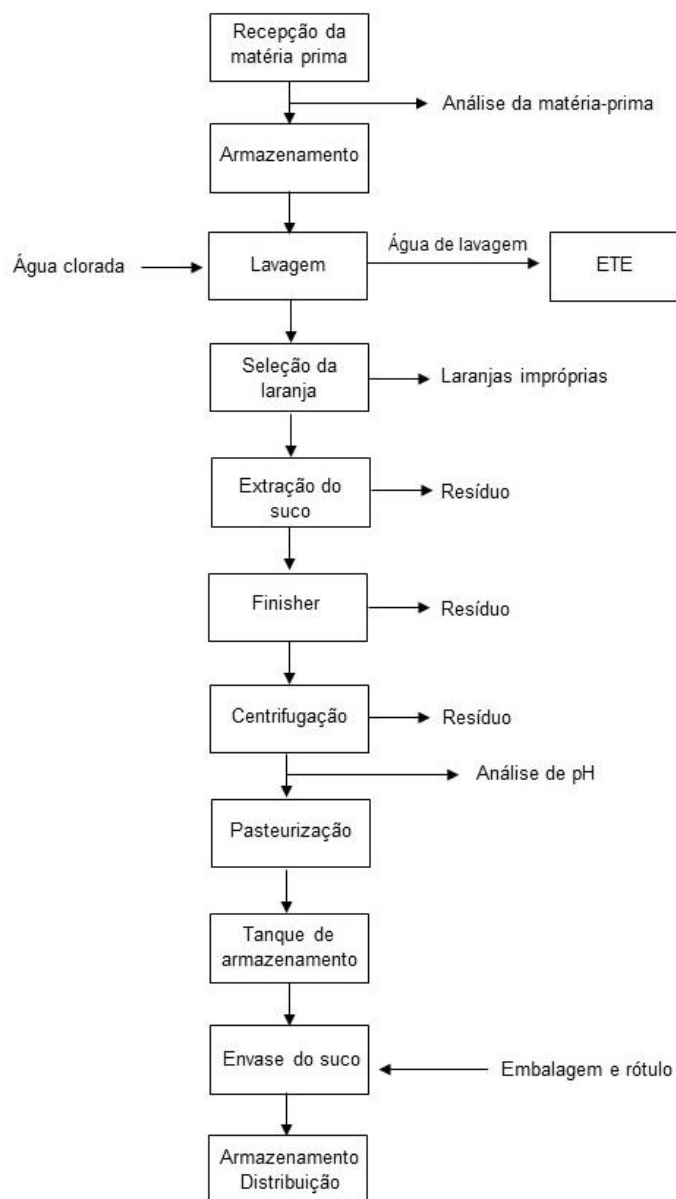 Recepção da
matéria prima
Análise da matéria-prima
Armazenamento
Água de lavagem
Água clorada
Lavagem
ETE
Seleção da
laranja
Laranjas impróprias
Extração do
suco
Resíduo
Finisher
Resíduo
Centrifugação
Resíduo
Análise de pH
Pasteurização
Tanque de
armazenamento
Envase do suco
Embalagem e rótulo
Armazenamento
Distribuição